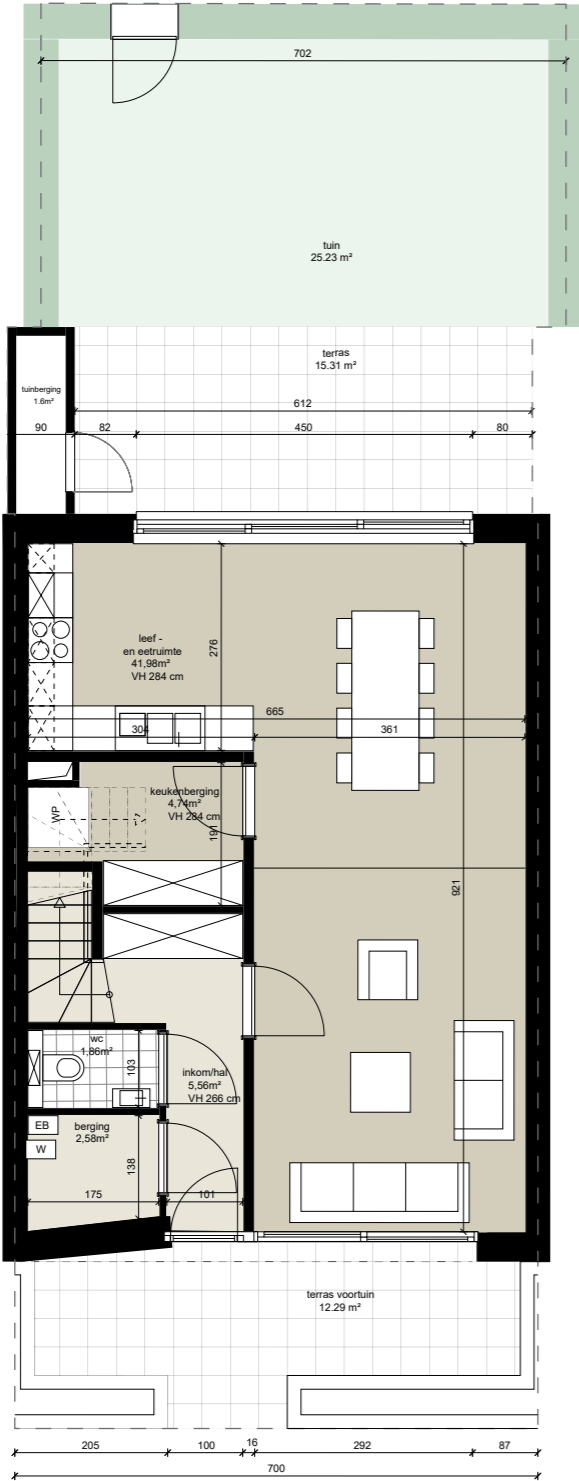 702
tuin
25.23 m²
terras
15.31 m²
tuinberging
1.6m²
612
90
82
450
80
leef -
en eetruimte
41,98m²
VH 284 cm
276
665
304
361
keukenberging
4,74m²
VH 284 cm
191
WP
921
wc
1,86m²
103
inkom/hal
5,56m²
VH 266 cm
EB
W
berging
2,58m²
138
175
101
terras voortuin
12.29 m²
205
100
16
292
87
700